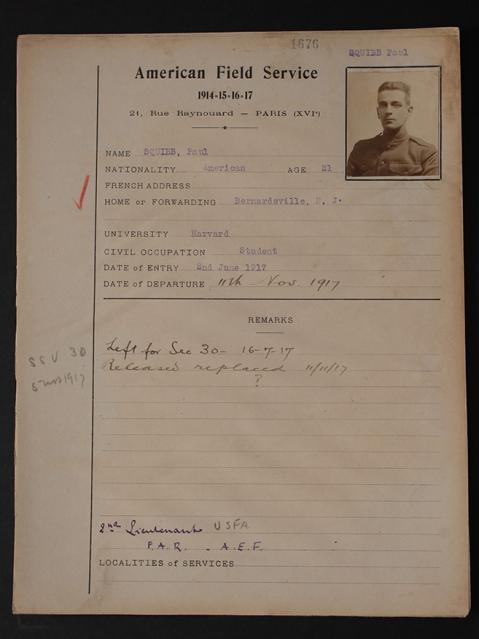 1676
SQUIBB Paul
American Field Service
1914-15-16-17
21, Rue Raynouard — PARIS (XVIe)
NAME SQUIBB, Paul
NATIONALITY American AGE 21
FRENCH ADDRESS
HOME or FORWARDING Bernardsville, N. J.
UNIVERSITY Harvard
CIVIL OCCUPATION Student
DATE of ENTRY 2nd June 1917
DATE of DEPARTURE 11th Nov. 1917
REMARKS
Left for Sec 30 - 16-7-17
Released replaced 11/11/17
?
SSU 30
1917
2nd Lieutenant USFA
F.A.R. - A.E.F.
LOCALITIES of SERVICES